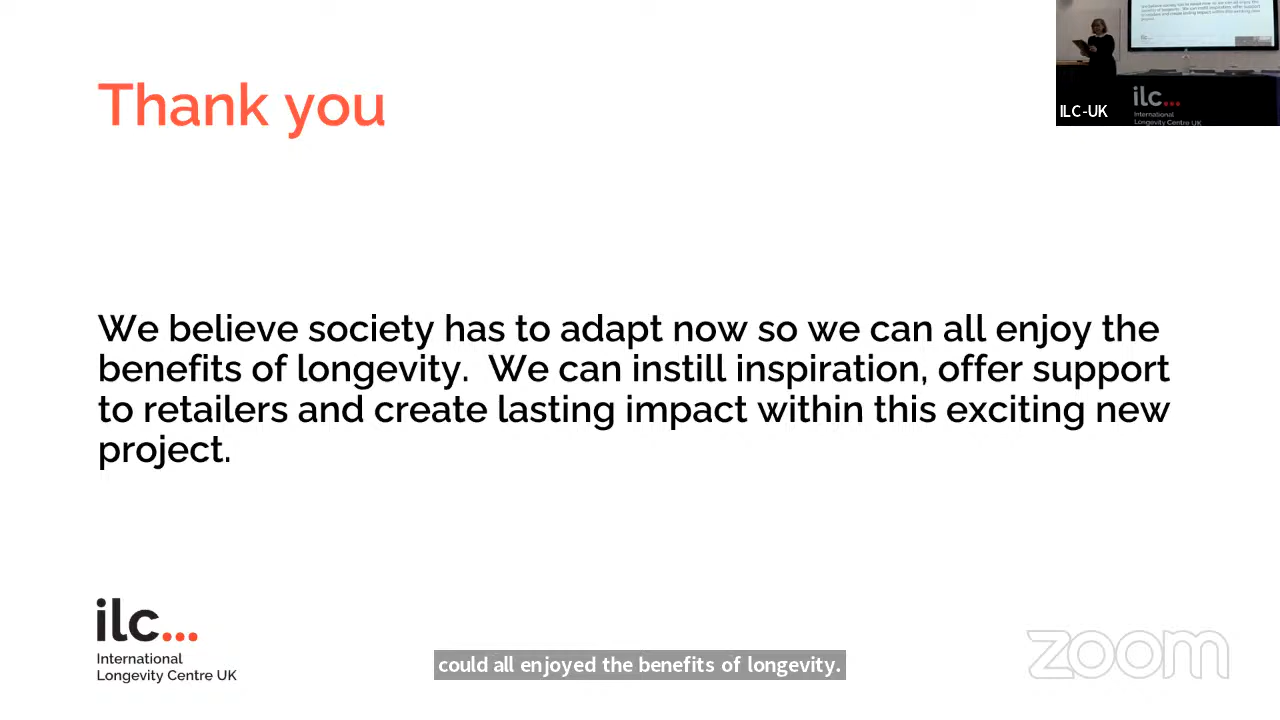 Thank you
We believe society has to adapt now so we can all enjoy the
benefits of longevity.  We can instill inspiration, offer support
to retailers and create lasting impact within this exciting new
project.
ilc...
International
Longevity Centre UK
could all enjoyed the benefits of longevity.
zoom
ILC-UK
ilc...
International
Longevity Centre UK